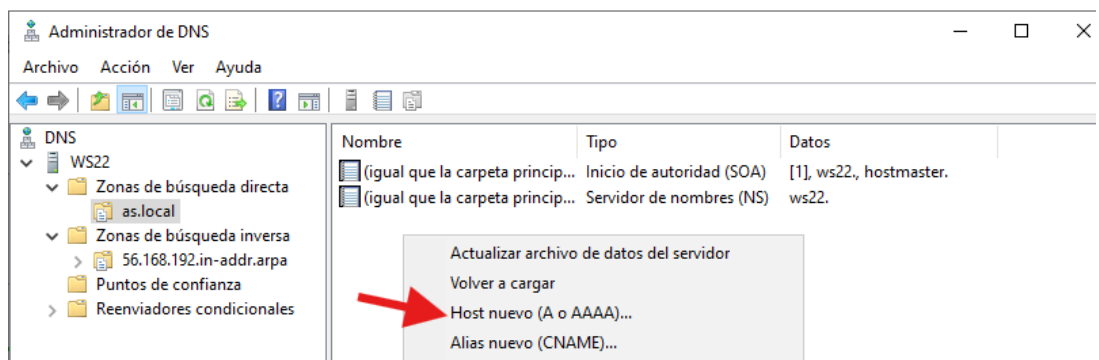 Administrador de DNS
Archivo Acción Ver Ayuda
DNS
WS22
Zonas de búsqueda directa
as.local
Zonas de búsqueda inversa
56.168.192.in-addr.arpa
Puntos de confianza
Reenviadores condicionales
Nombre Tipo Datos
(igual que la carpeta princip... Inicio de autoridad (SOA) [1], ws22., hostmaster.
(igual que la carpeta princip... Servidor de nombres (NS) ws22.
Actualizar archivo de datos del servidor
Volver a cargar
Host nuevo (A o AAAA)...
Alias nuevo (CNAME)...